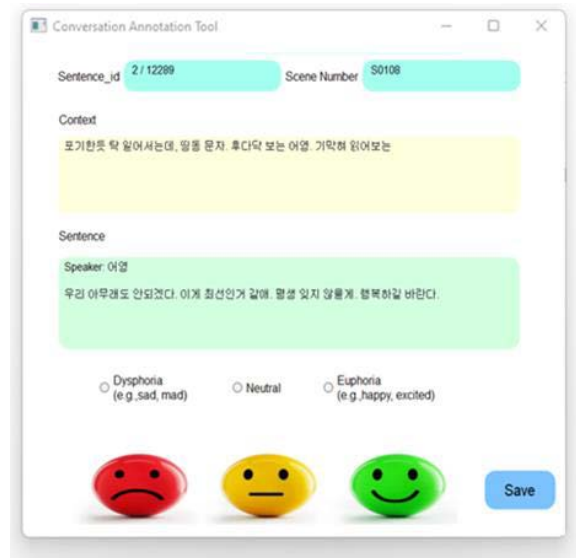 Conversation Annotation Tool
Sentence_id 2 / 12289 Scene Number S0108
Context
포기한듯 탁 일어서는데, 띵동 문자. 후다닥 보는 어영. 기막혀 읽어보는
Sentence
Speaker: 어영
우리 아무래도 안되겠다. 이게 최선인거 같애. 평생 잊지 않을게. 행복하길 바란다.
Dysphoria
(e.g.,sad, mad)
Neutral
Euphoria
(e.g.,happy, excited)
Save